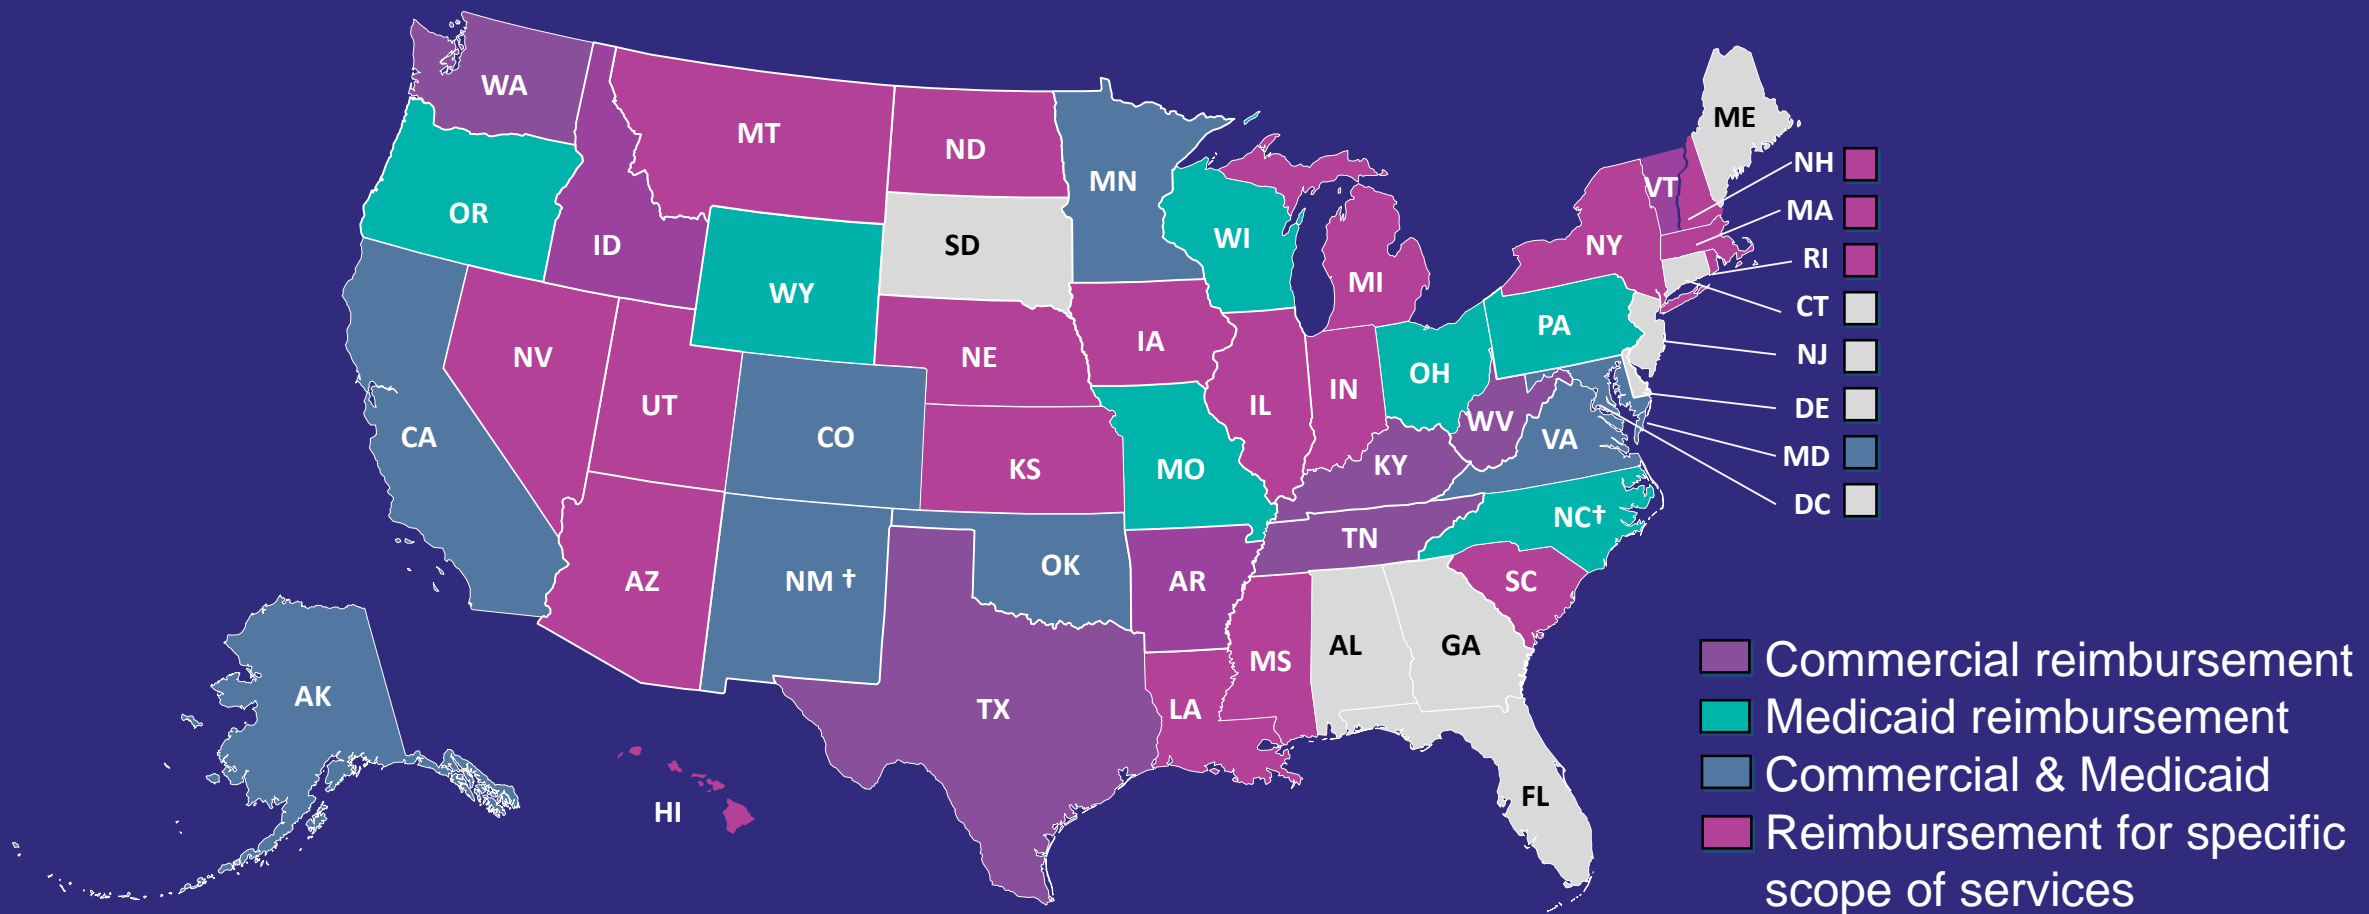 WA
MT
ND
MN
ME
OR
ID
SD
WI
VT
NH
MA
NY
RI
WY
MI
CT
NV
NE
IA
PA
NJ
UT
IL
IN
OH
DE
CA
CO
KS
MO
KY
WV
VA
MD
DC
AZ
NM †
OK
AR
TN
NC†
SC
MS
AL
GA
AK
TX
LA
HI
FL
Commercial reimbursement
Medicaid reimbursement
Commercial & Medicaid
Reimbursement for specific
scope of services